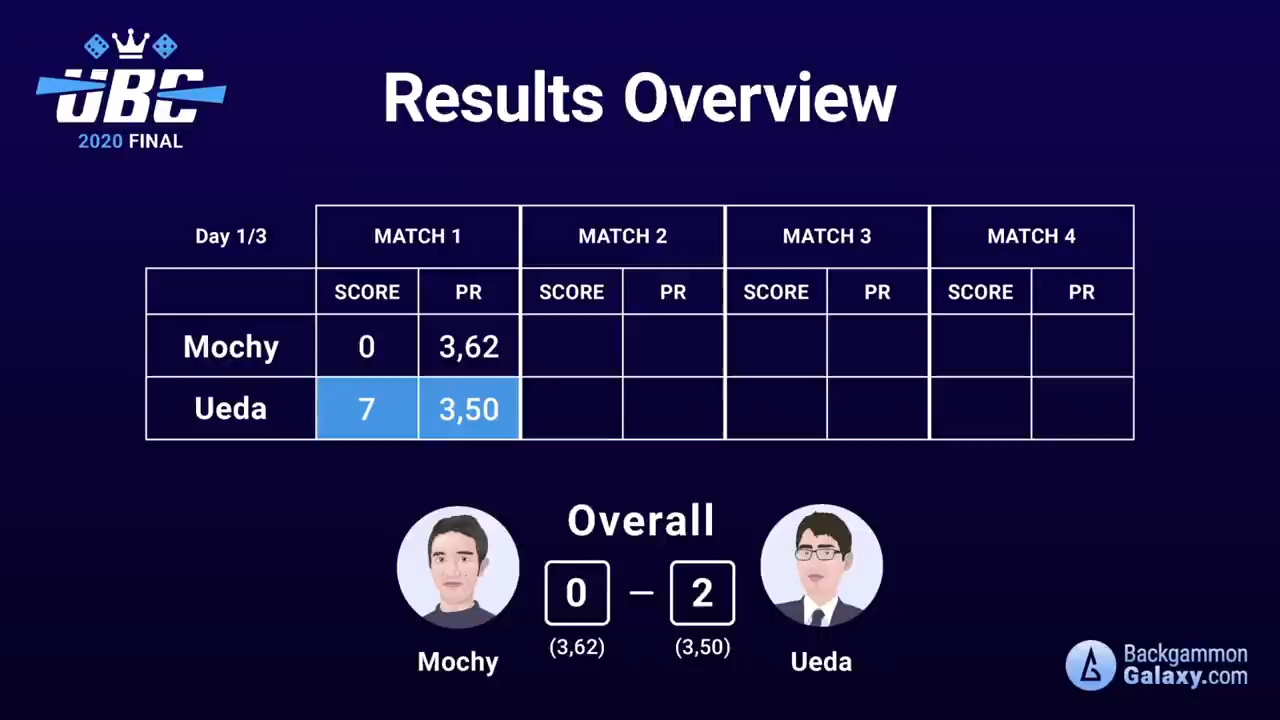 UBC
2020 FINAL
Results Overview
Day 1/3 MATCH 1 MATCH 2 MATCH 3 MATCH 4
SCORE PR SCORE PR SCORE PR SCORE PR
Mochy 0 3,62
Ueda 7 3,50
Overall
0 – 2
(3,62) (3,50)
Mochy Ueda
Backgammon
Galaxy.com